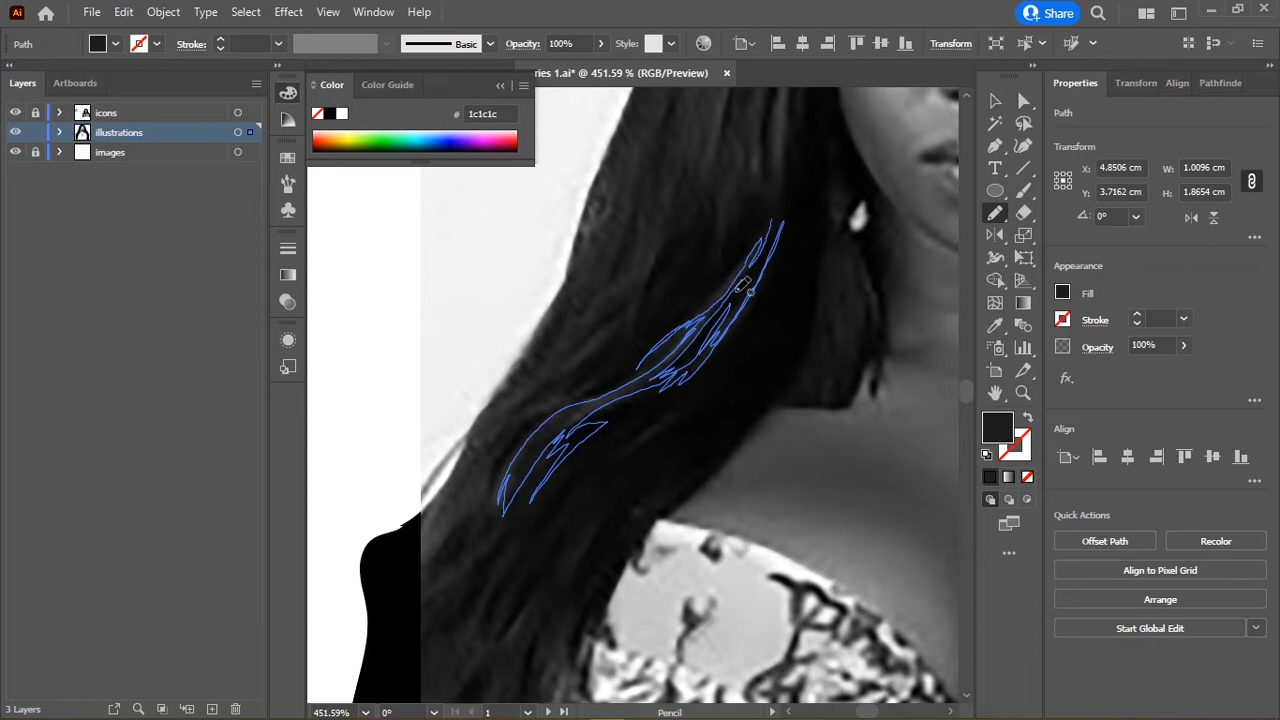 Ai File Edit Object Type Select Effect View Window Help Share
Path Stroke: Basic Opacity: 100% Style: Transform
Layers Artboards
ries 1.ai* @ 451.59 % (RGB/Preview) ×
Color Color Guide
# 1c1c1c
icons
illustrations
images
Properties Transform Align Pathfinder
Path
Transform
X: 4.8506 cm W: 1.0096 cm
Y: 3.7162 cm H: 1.8654 cm
0°
Appearance
Fill
Stroke
Opacity 100%
fx.
Align
Quick Actions
Offset Path Recolor
Align to Pixel Grid
Arrange
Start Global Edit
3 Layers
451.59% 0° 1 Pencil